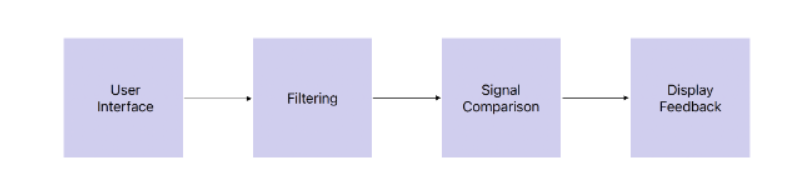 User
Interface
Filtering
Signal
Comparison
Display
Feedback